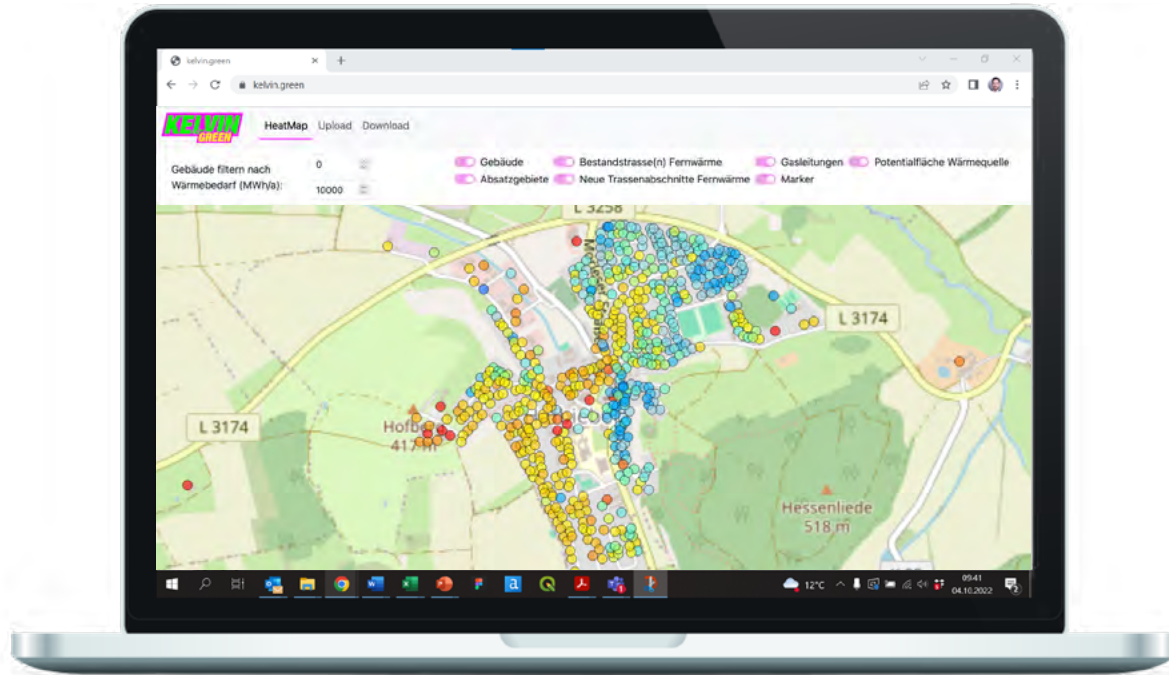 kelvin.green
kelvin.green
KELVIN
GREEN
HeatMap Upload Download
Gebäude filtern nach
Wärmebedarf (MWh/a):
0
10000
Gebäude Bestandstrasse(n) Fernwärme Gasleitungen Potentialfläche Wärmequelle
Absatzgebiete Neue Trassenabschnitte Fernwärme Marker
L 3258
L 3174
L 3174
417 m
Hessenliede
518 m
12°C
09:41
04.10.2022